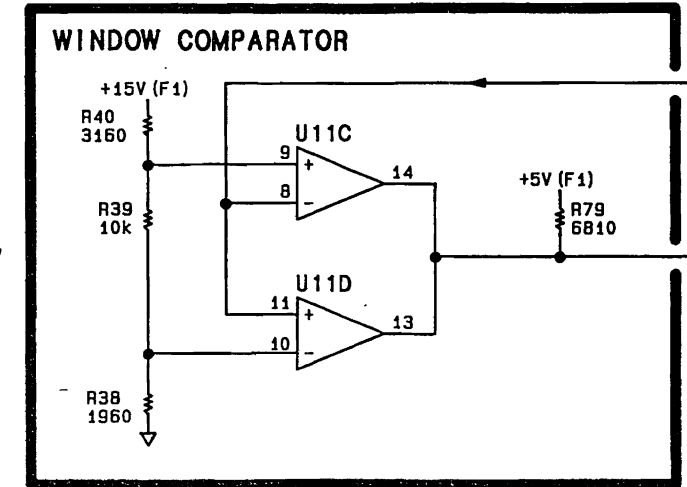 WINDOW COMPARATOR
+15V(F1)
R40
3160
U11C
9
+
14
8
-
+5V(F1)
R79
6810
R39
10k
U11D
11
+
13
10
-
R38
1960